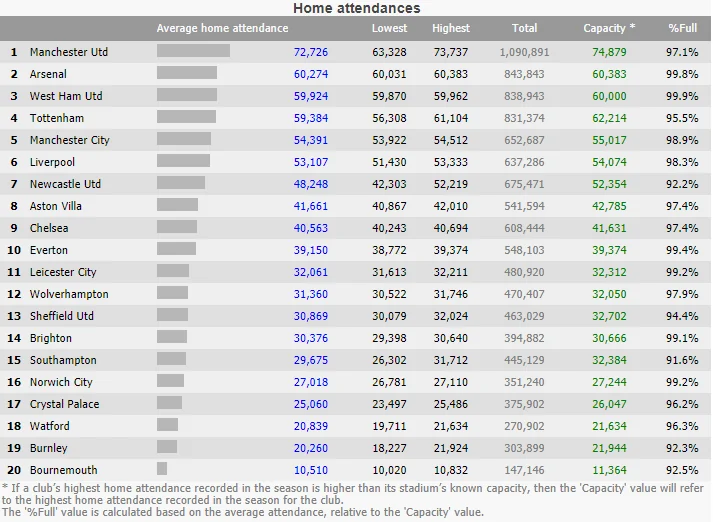 Home attendances
Average home attendance Lowest Highest Total Capacity * %Full
1 Manchester Utd 72,726 63,328 73,737 1,090,891 74,879 97.1%
2 Arsenal 60,274 60,031 60,383 843,843 60,383 99.8%
3 West Ham Utd 59,924 59,870 59,962 838,943 60,000 99.9%
4 Tottenham 59,384 56,308 61,104 831,374 62,214 95.5%
5 Manchester City 54,391 53,922 54,512 652,687 55,017 98.9%
6 Liverpool 53,107 51,430 53,333 637,286 54,074 98.3%
7 Newcastle Utd 48,248 42,303 52,219 675,471 52,354 92.2%
8 Aston Villa 41,661 40,867 42,010 541,594 42,785 97.4%
9 Chelsea 40,563 40,243 40,694 608,444 41,631 97.4%
10 Everton 39,150 38,772 39,374 548,103 39,374 99.4%
11 Leicester City 32,061 31,613 32,211 480,920 32,312 99.2%
12 Wolverhampton 31,360 30,522 31,746 470,407 32,050 97.9%
13 Sheffield Utd 30,869 30,079 32,024 463,029 32,702 94.4%
14 Brighton 30,376 29,398 30,640 394,882 30,666 99.1%
15 Southampton 29,675 26,302 31,712 445,129 32,384 91.6%
16 Norwich City 27,018 26,781 27,110 351,240 27,244 99.2%
17 Crystal Palace 25,060 23,497 25,486 375,902 26,047 96.2%
18 Watford 20,839 19,711 21,634 270,902 21,634 96.3%
19 Burnley 20,260 18,227 21,924 303,899 21,944 92.3%
20 Bournemouth 10,510 10,020 10,832 147,146 11,364 92.5%
* If a club's highest home attendance recorded in the season is higher than its stadium's known capacity, then the 'Capacity' value will refer
to the highest home attendance recorded in the season for the club.
The '%Full' value is calculated based on the average attendance, relative to the 'Capacity' value.